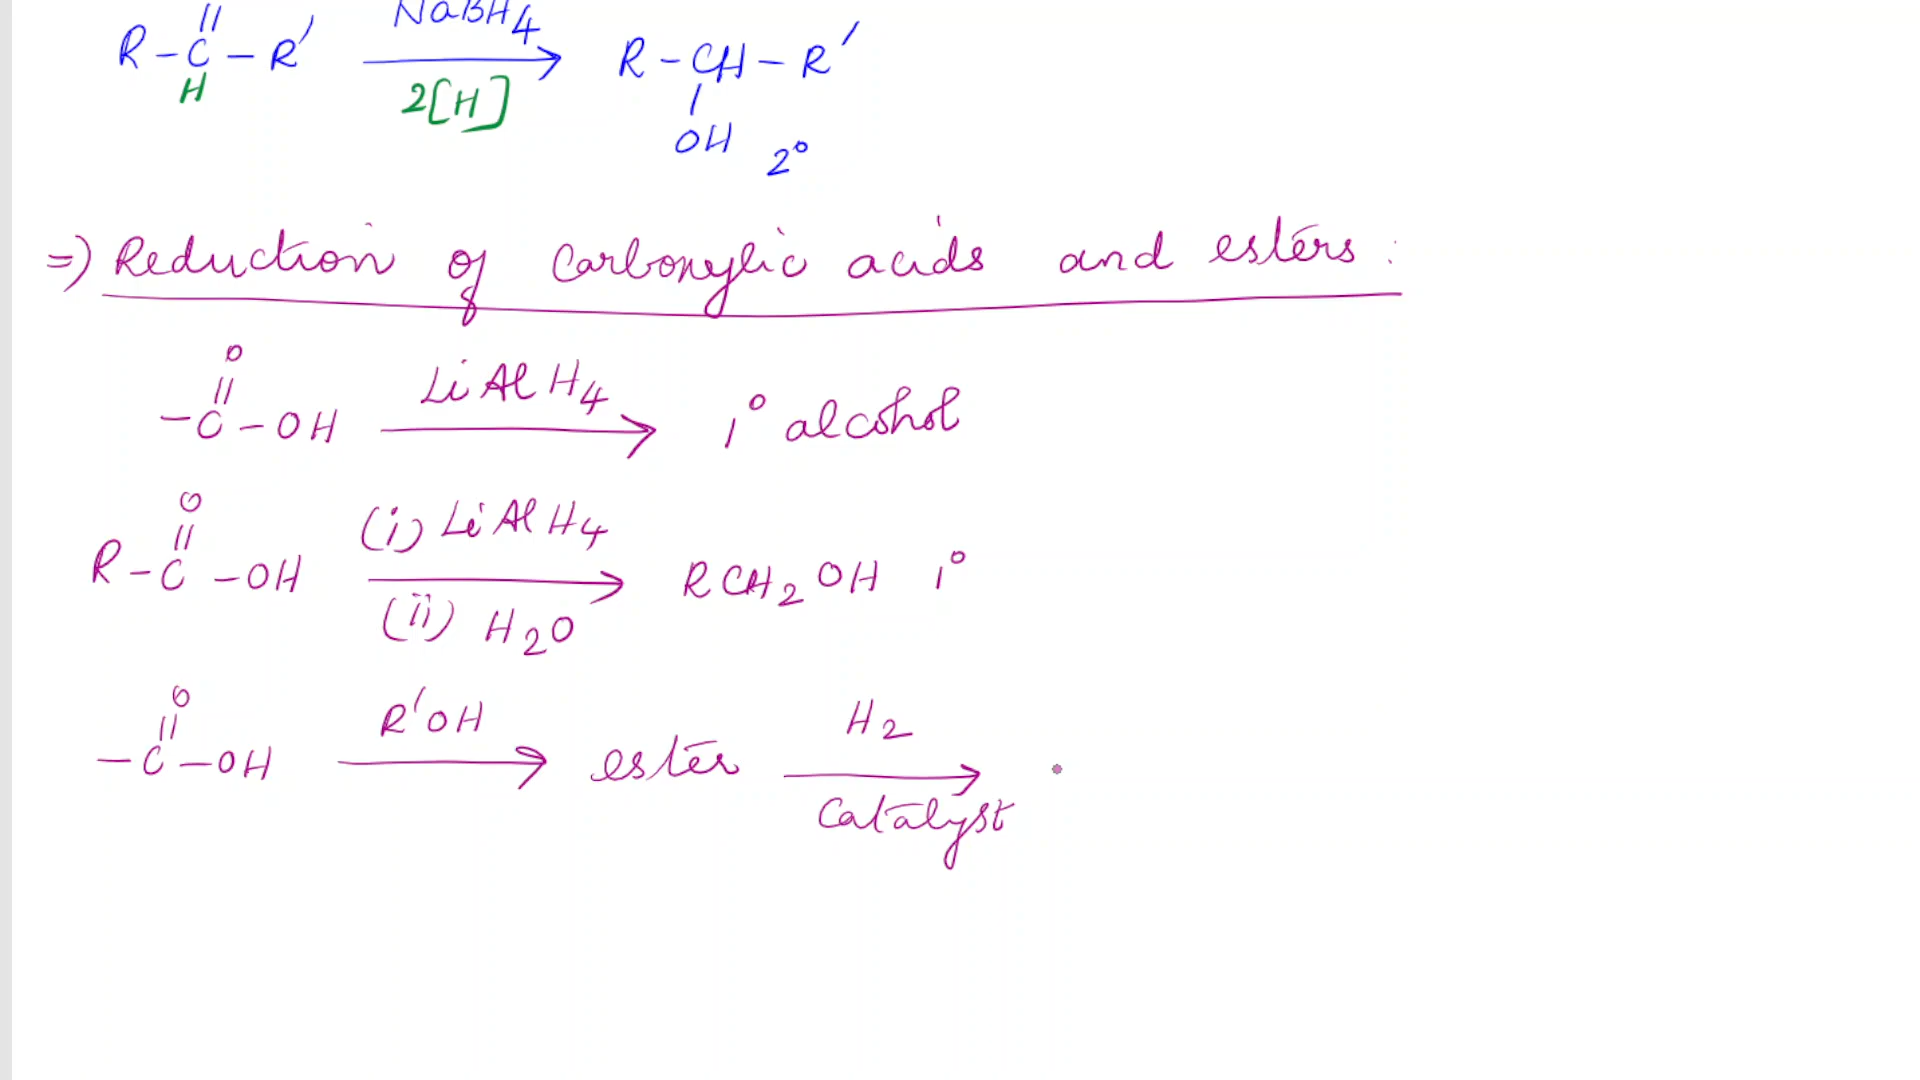 R-C-R' NaBH4 R-CH-R'
H 2[H]
OH 2°
=) Reduction of Carboxylic acids and esters:
O
-C-OH LiAlH4 1° alcohol
O
R-C-OH (i) LiAlH4 RCH2OH 1°
(ii) H2O
O
-C-OH R'OH ester H2
Catalyst